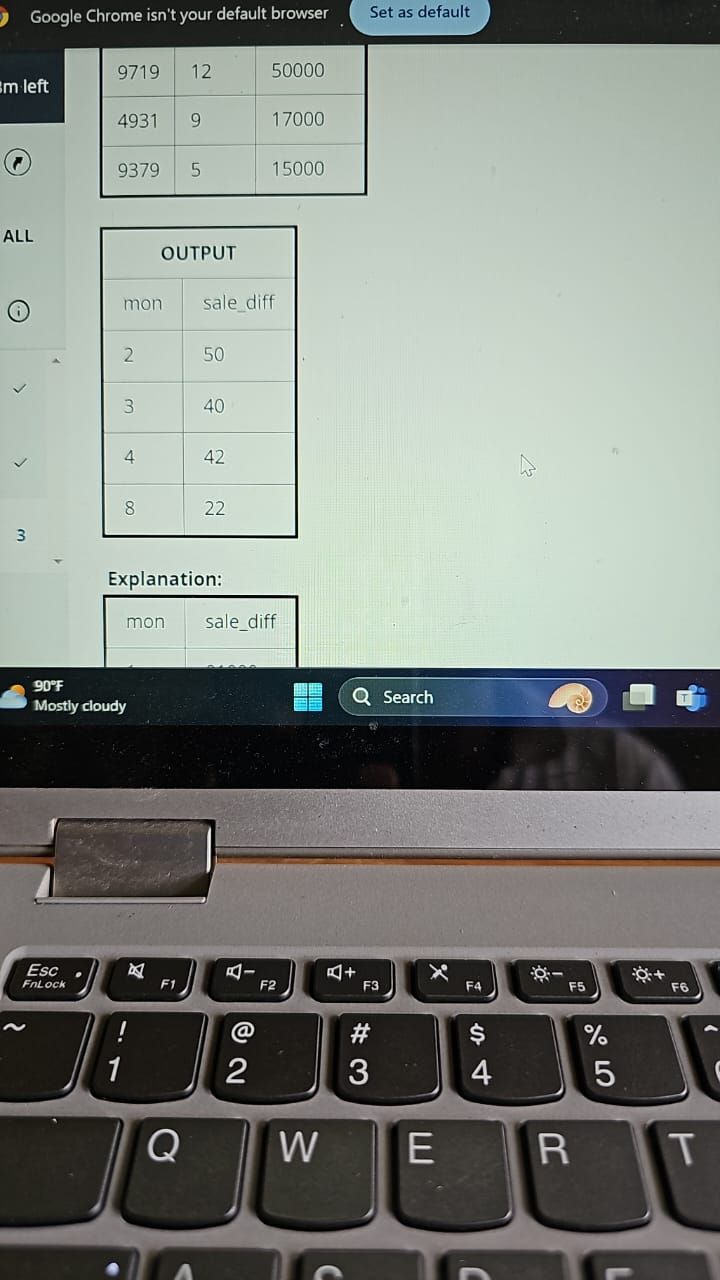 Google Chrome isn't your default browser
Set as default
m left
9719 12 50000
4931 9 17000
9379 5 15000
ALL
OUTPUT
mon sale_diff
2 50
3 40
4 42
8 22
3
Explanation:
mon sale_diff
90°F
Mostly cloudy
Search
T
Esc
FnLock
F1
F2
F3
F4
F5
F6
~
! 1
@ 2
# 3
$ 4
% 5
Q W E R T